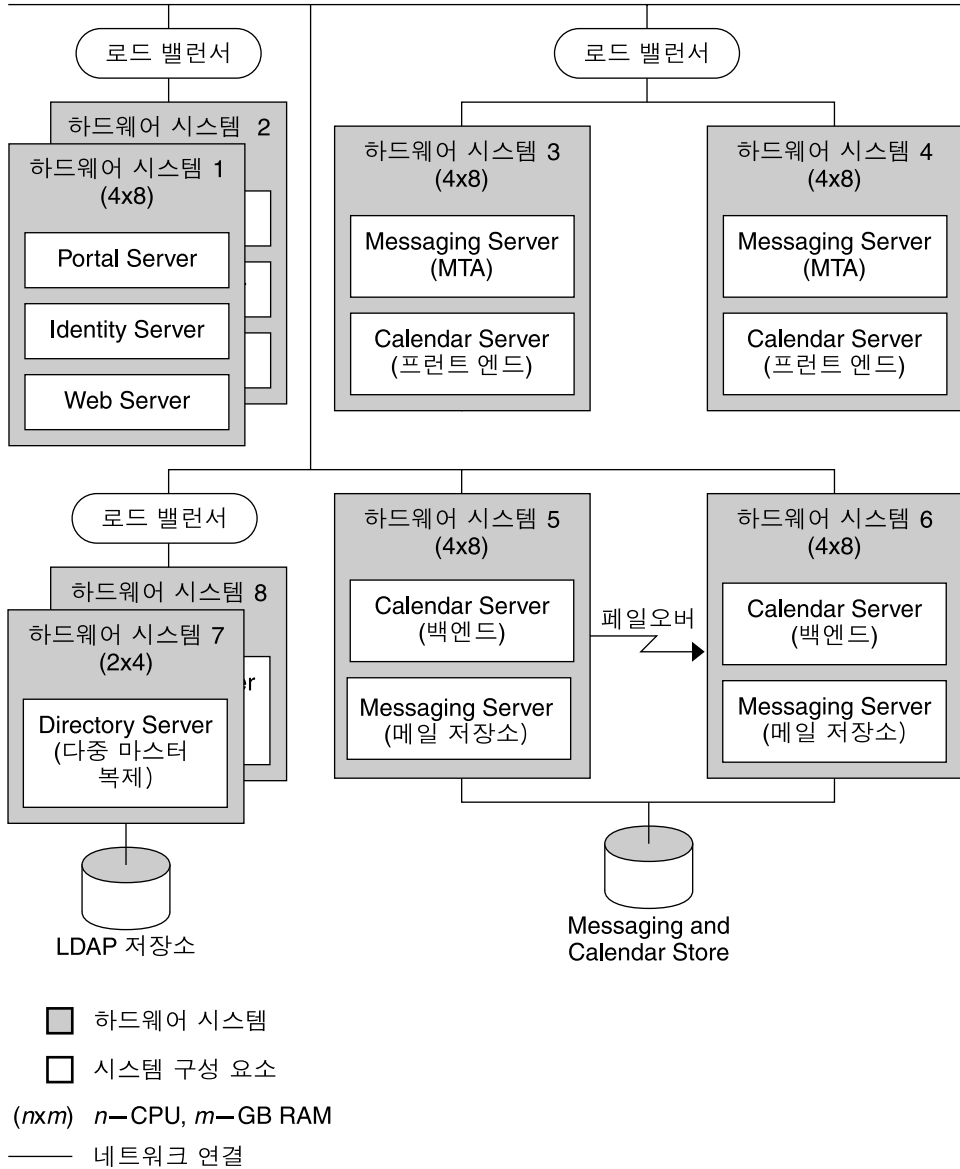 로드 밸런서
로드 밸런서
하드웨어 시스템 2
하드웨어 시스템 1
(4x8)
Portal Server
Identity Server
Web Server
하드웨어 시스템 3
(4x8)
Messaging Server
(MTA)
Calendar Server
(프런트 엔드)
하드웨어 시스템 4
(4x8)
Messaging Server
(MTA)
Calendar Server
(프런트 엔드)
로드 밸런서
하드웨어 시스템 8
하드웨어 시스템 7
(2x4)
Directory Server
(다중 마스터
복제)
LDAP 저장소
하드웨어 시스템 5
(4x8)
Calendar Server
(백엔드)
Messaging Server
(메일 저장소)
페일오버
하드웨어 시스템 6
(4x8)
Calendar Server
(백엔드)
Messaging Server
(메일 저장소)
Messaging and
Calendar Store
하드웨어 시스템
시스템 구성 요소
(nxm) n—CPU, m—GB RAM
네트워크 연결